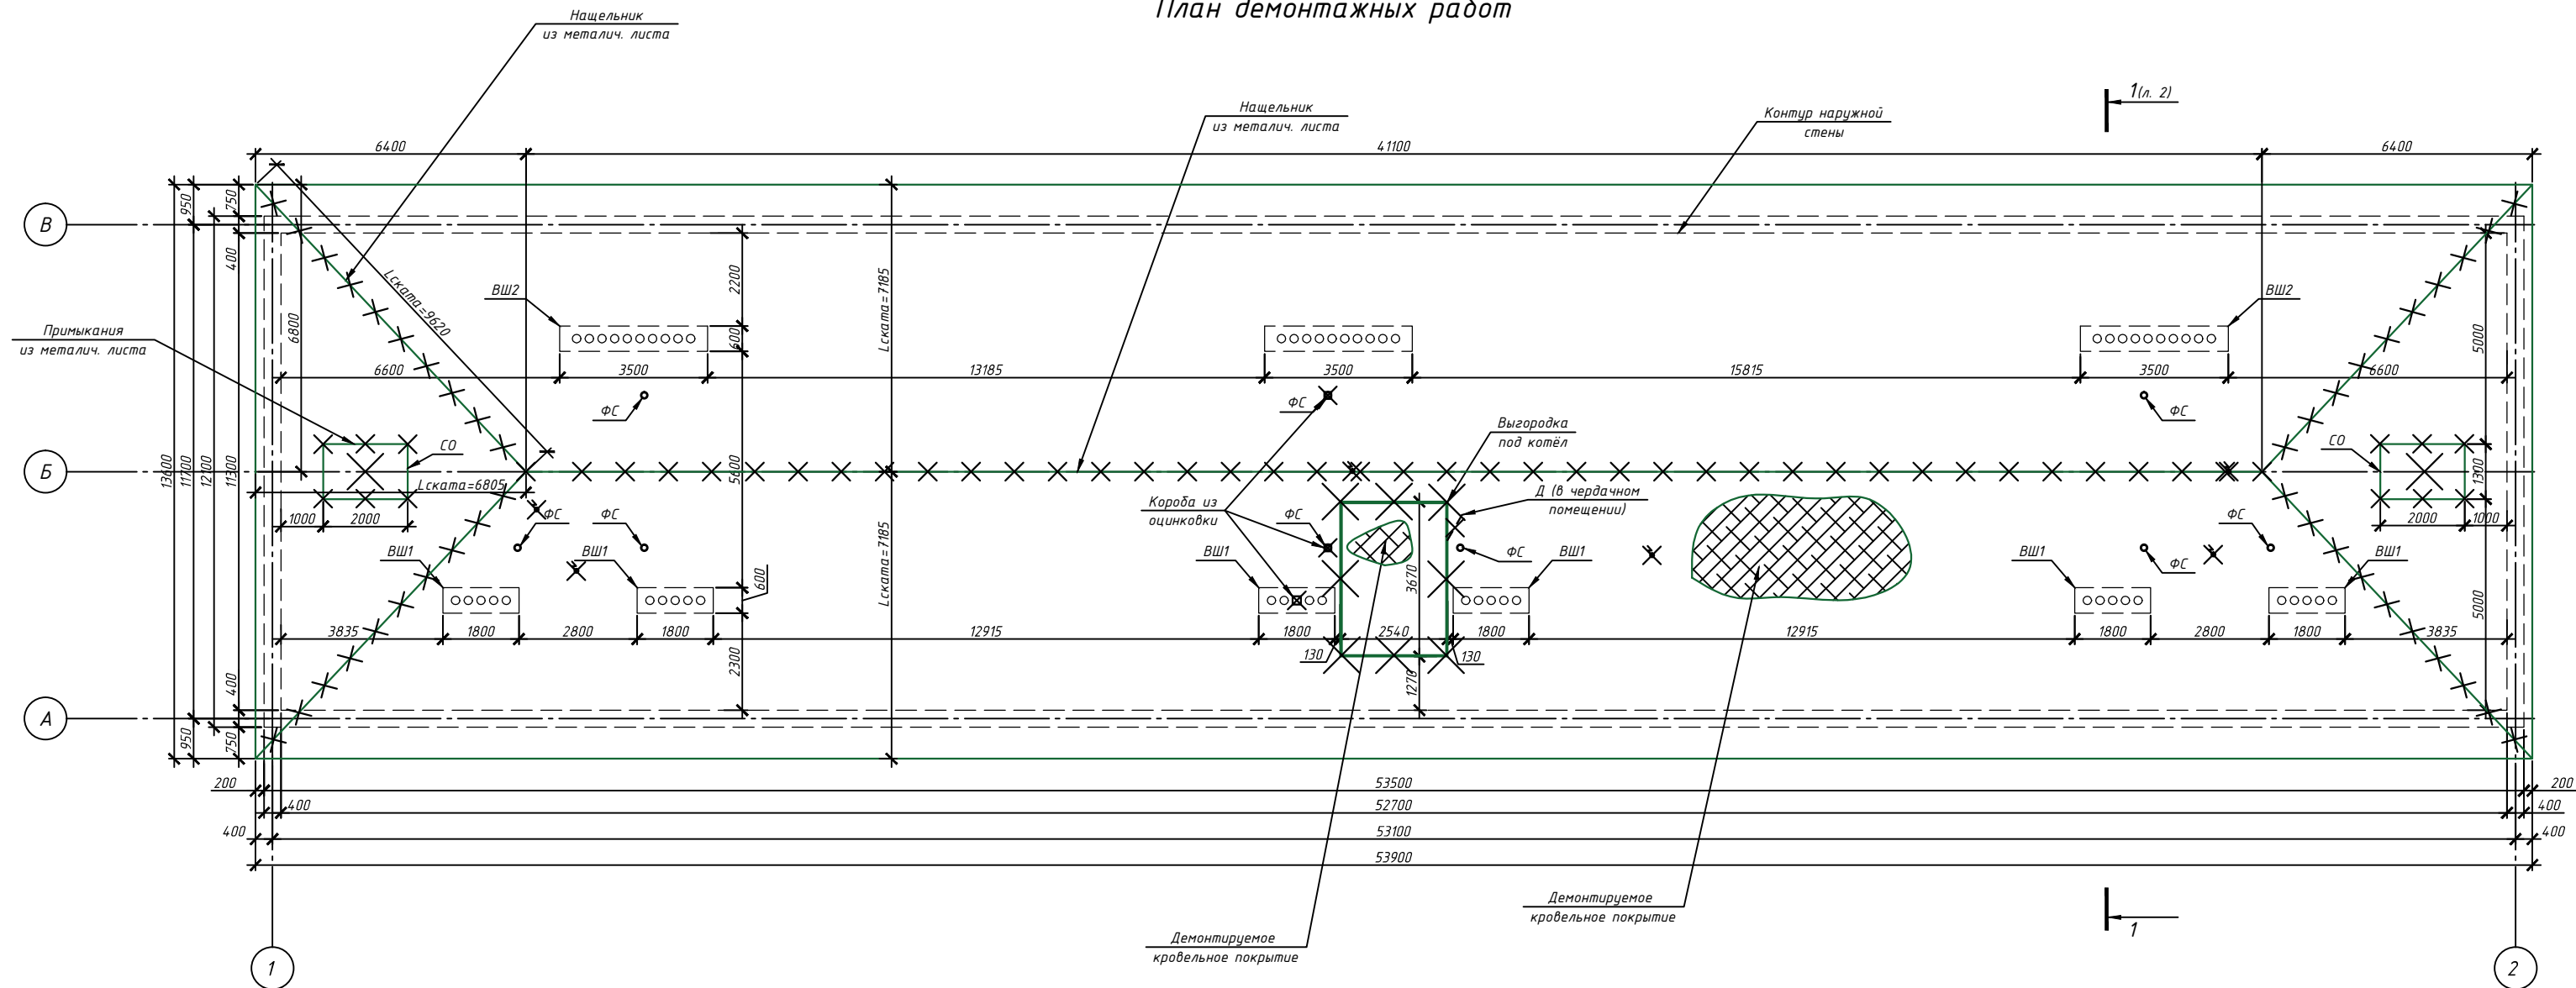 План демонтажных работ
Нащельник
из металич. листа
Нащельник
из металич. листа
Контур наружной
стены
1(л. 2)
6400
41100
6400
В
Б
А
13600
11700
12100
11300
950
950
750
400
400
750
6800
Lската=9620
Lската=7185
Lската=7185
Lската=6805
2200
600
5600
600
2300
ВШ2
ВШ2
Примыкания
из металич. листа
6600
3500
13185
3500
15815
3500
6600
5000
1300
5000
ФС
ФС
ФС
СО
СО
Выгородка
под котёл
Д (в чердачном
помещении)
Короба из
оцинковки
1000
2000
2000
1000
ФС
ФС
ФС
ФС
ФС
ФС
ВШ1
ВШ1
ВШ1
ВШ1
ВШ1
ВШ1
3670
1270
3835
1800
2800
1800
12915
1800
2540
1800
12915
1800
2800
1800
3835
130
130
200
53500
200
400
52700
400
400
53100
400
53900
Демонтируемое
кровельное покрытие
Демонтируемое
кровельное покрытие
1
1
2